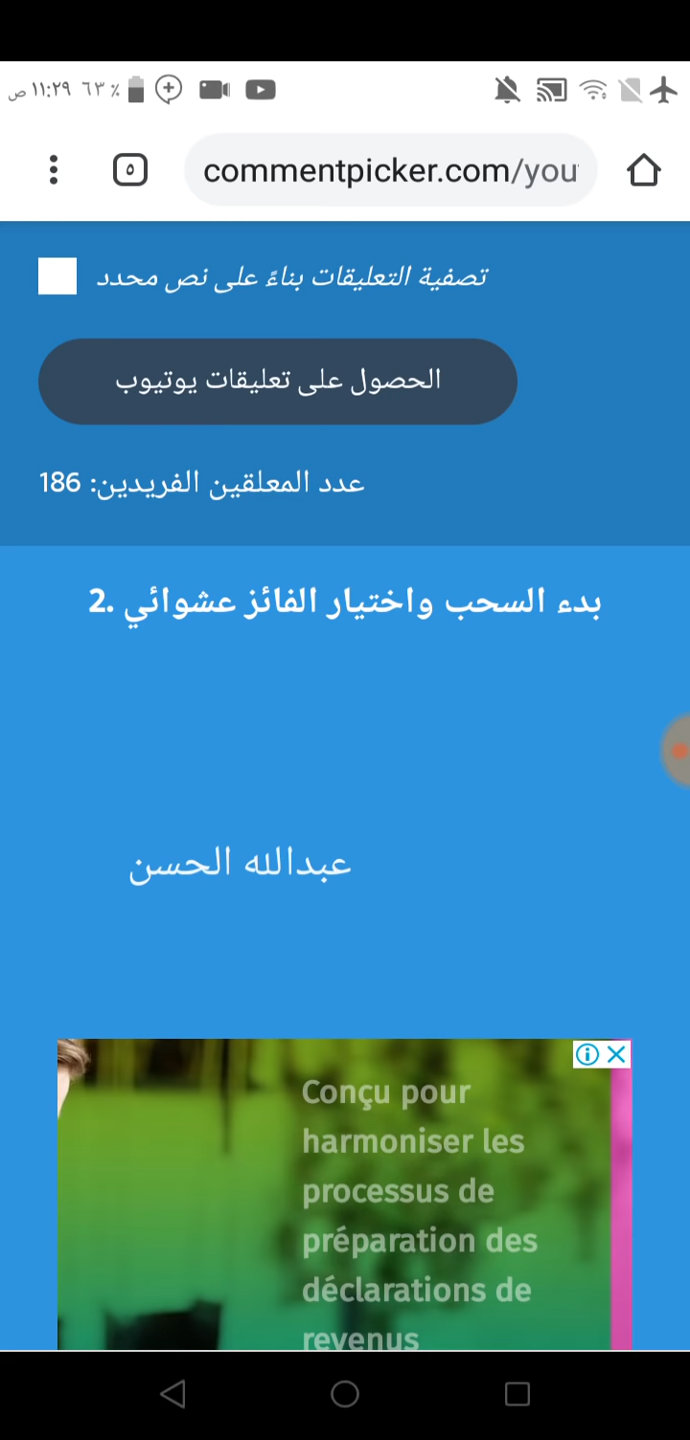 ١١:٢٩ ص ٦٣ ٪
٥
commentpicker.com/you
تصفية التعليقات بناءً على نص محدد
الحصول على تعليقات يوتيوب
عدد المعلقين الفريدين: 186
بدء السحب واختيار الفائز عشوائي .2
عبدالله الحسن
Conçu pour
harmoniser les
processus de
préparation des
déclarations de
revenus